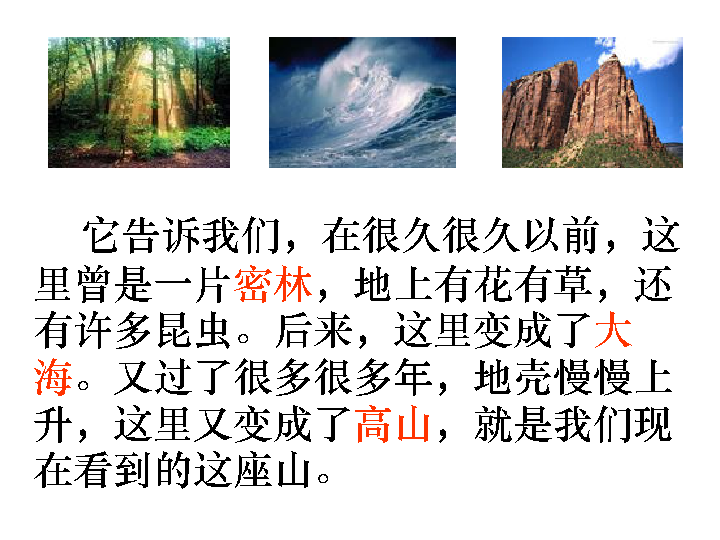 它告诉我们，在很久很久以前，这
里曾是一片密林，地上有花有草，还
有许多昆虫。后来，这里变成了大
海。又过了很多很多年，地壳慢慢上
升，这里又变成了高山，就是我们现
在看到的这座山。